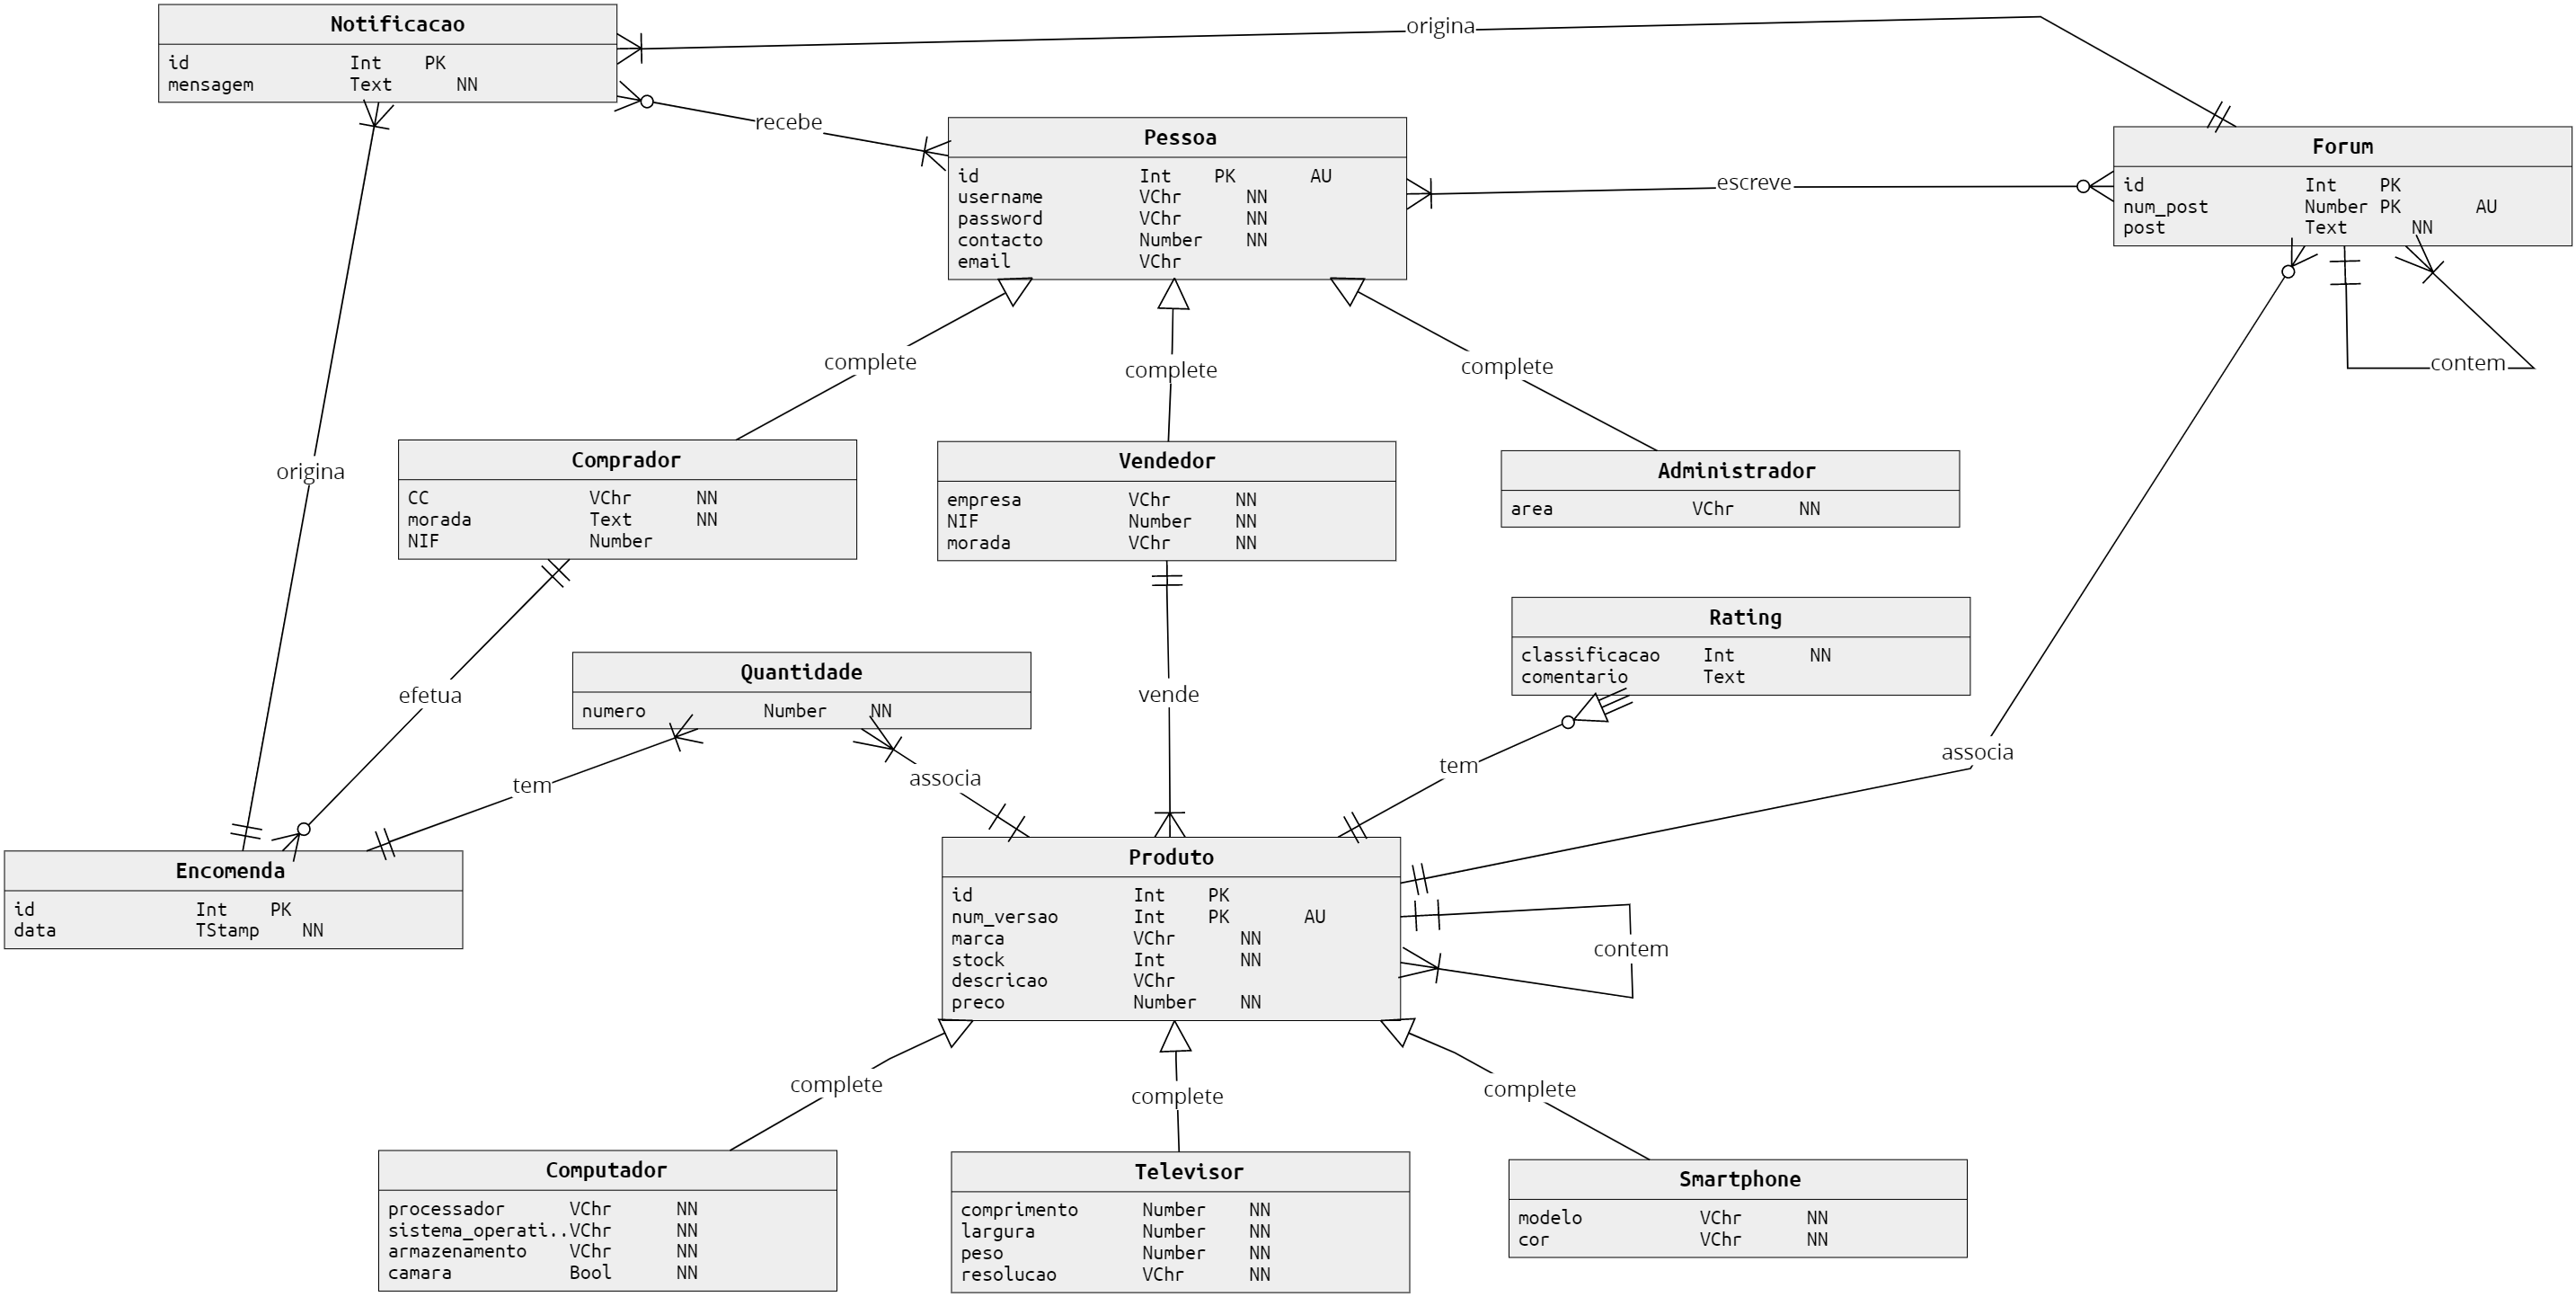 Notificacao
id Int PK
mensagem Text NN
origina
recebe
Pessoa
id Int PK AU
username VChr NN
password VChr NN
contacto Number NN
email VChr
escreve
Forum
id Int PK
num_post Number PK AU
post Text NN
contem
complete
complete
complete
origina
Comprador
CC VChr NN
morada Text NN
NIF Number
Vendedor
empresa VChr NN
NIF Number NN
morada VChr NN
Administrador
area VChr NN
efetua
Quantidade
numero Number NN
vende
Rating
classificacao Int NN
comentario Text
tem
associa
tem
associa
Encomenda
id Int PK
data TStamp NN
Produto
id Int PK
num_versao Int PK AU
marca VChr NN
stock Int NN
descricao VChr
preco Number NN
contem
complete
complete
complete
Computador
processador VChr NN
sistema_operati..VChr NN
armazenamento VChr NN
camara Bool NN
Televisor
comprimento Number NN
largura Number NN
peso Number NN
resolucao VChr NN
Smartphone
modelo VChr NN
cor VChr NN